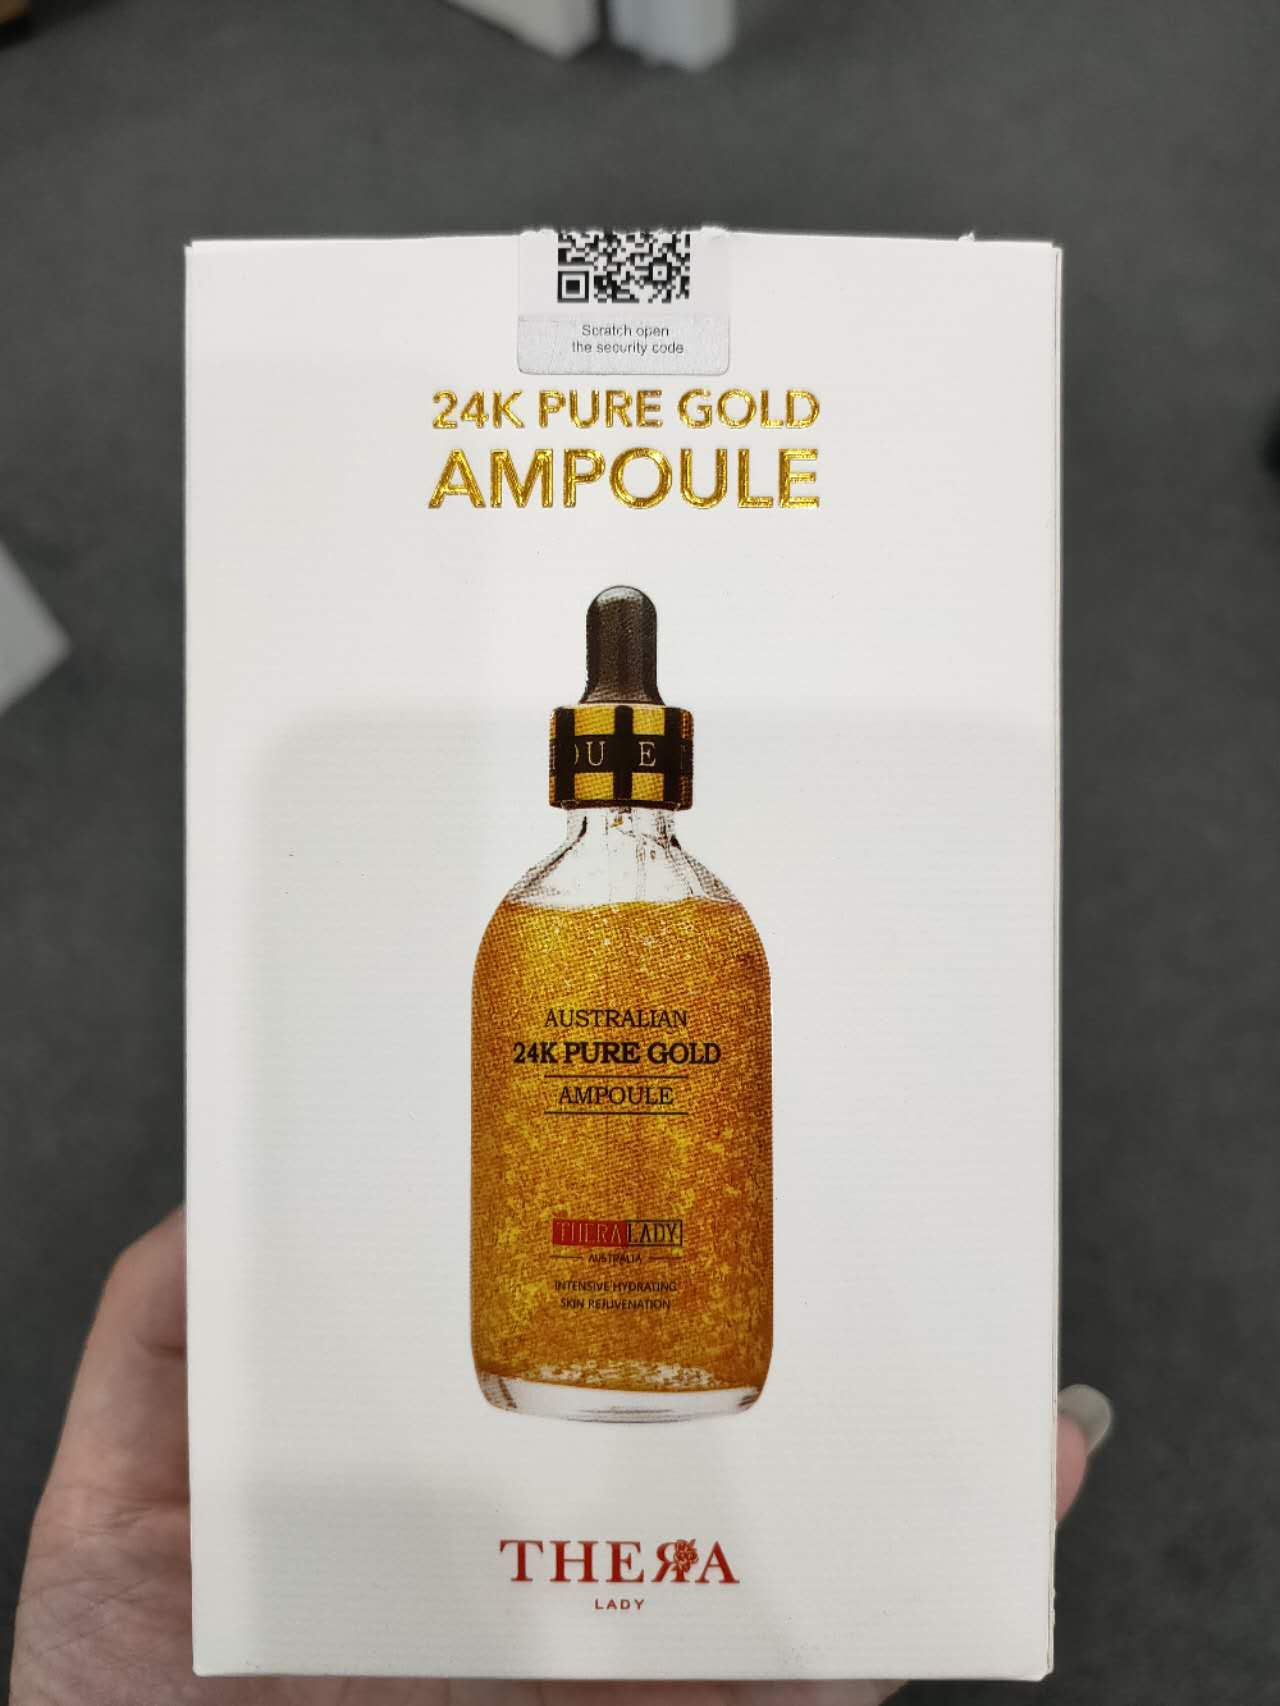 Scratch open
the security code
24K PURE GOLD
AMPOULE
OU E
AUSTRALIAN
24K PURE GOLD
AMPOULE
THERA LADY
AUSTRALIA
INTENSIVE HYDRATING
SKIN REJUVENATION
THERA
LADY